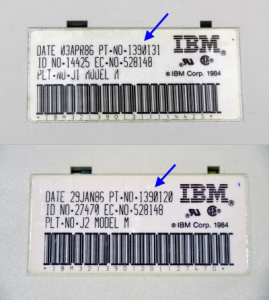 DATE 03APR86 PT-NO-1390131
ID NO-14425 EC-NO-528148
PLT-NO-J1 MODEL M
IBM
© IBM Corp. 1984
DATE 29JAN86 PT-NO-1390120
ID NO-27470 EC-NO-528148
PLT-NO-J2 MODEL M
IBM
© IBM Corp. 1984